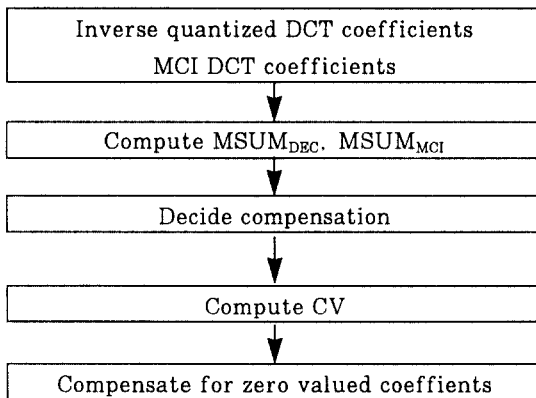 Inverse quantized DCT coefficients
MCI DCT coefficients
Compute MSUM_DEC, MSUM_MCI
Decide compensation
Compute CV
Compensate for zero valued coeffients